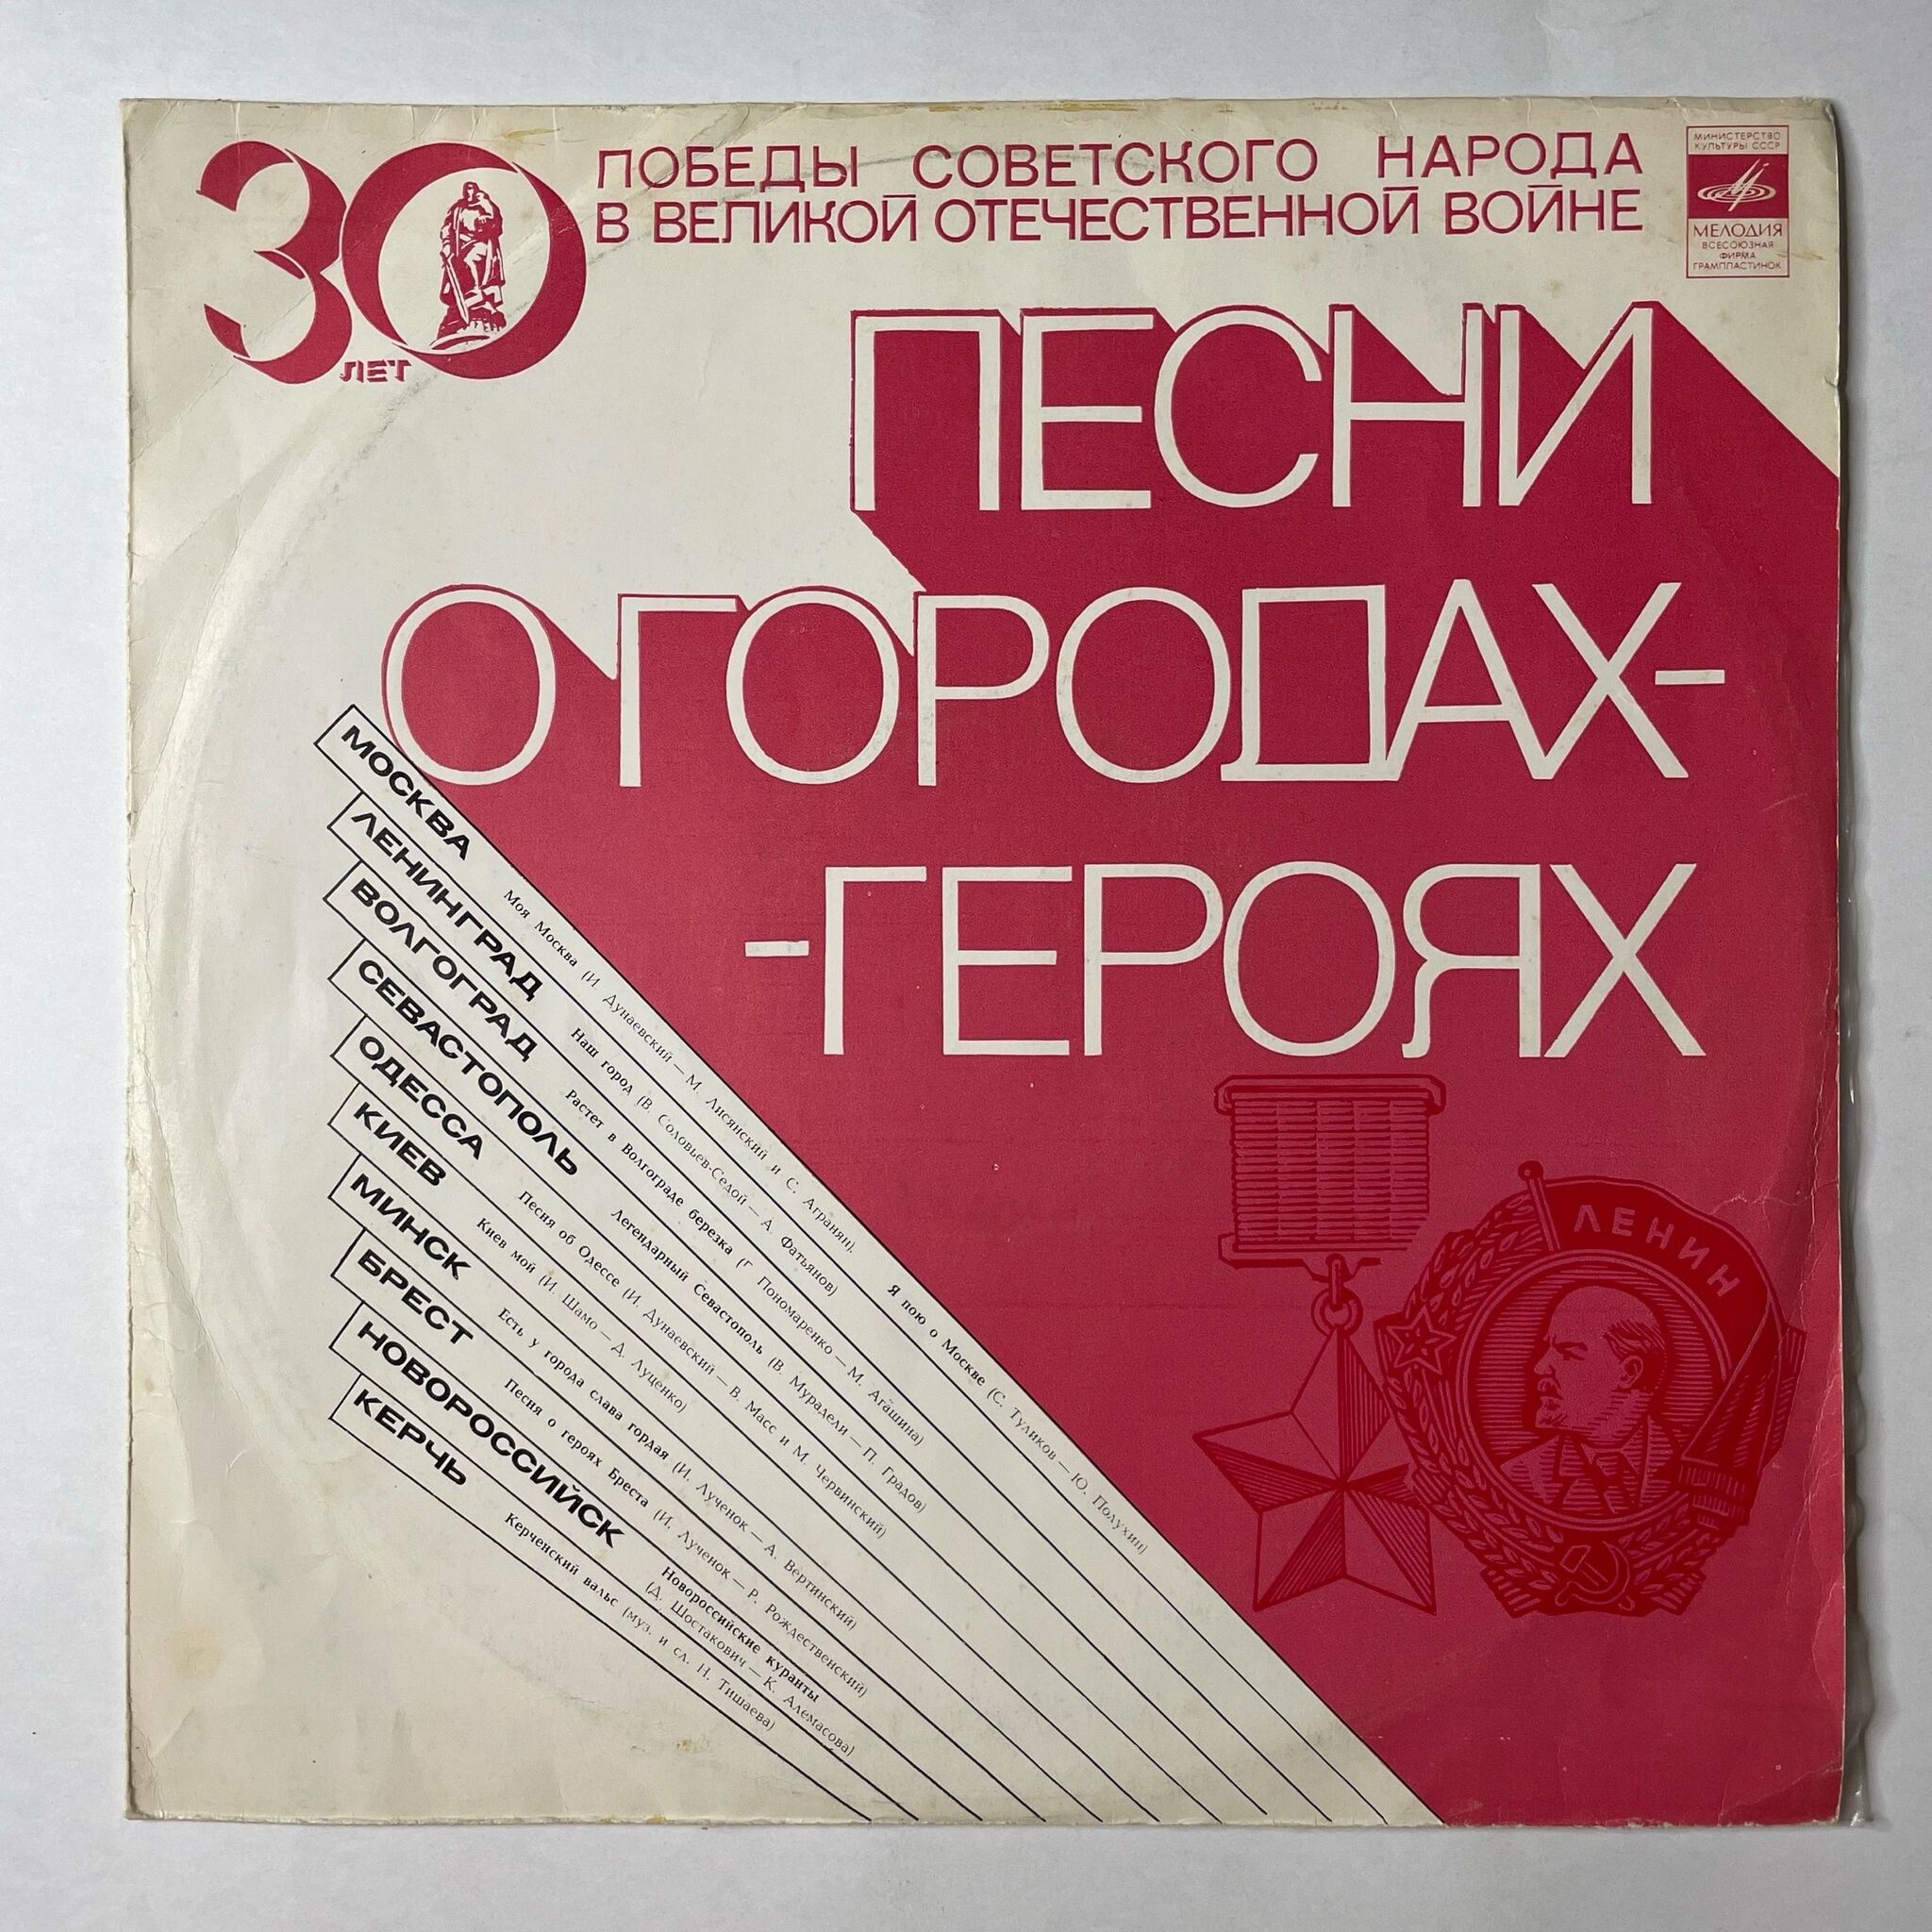 30
ЛЕТ
ПОБЕДЫ СОВЕТСКОГО НАРОДА
В ВЕЛИКОЙ ОТЕЧЕСТВЕННОЙ ВОЙНЕ
МИНИСТЕРСТВО
КУЛЬТУРЫ СССР
МЕЛОДИЯ
ВСЕСОЮЗНАЯ
ФИРМА
ГРАМПЛАСТИНОК
ПЕСНИ
О ГОРОДАХ-
-ГЕРОЯХ
МОСКВА Моя Москва (И Дунаевский — М. Лисянский и С. Агранян),
Я пою о Москве (С. Туликов — Ю. Полухин)
ЛЕНИНГРАД Наш город (В. Соловьев-Седой — А. Фатьянов)
ВОЛГОГРАД Растет в Волгограде березка (Г Пономаренко — М. Агашина)
СЕВАСТОПОЛЬ Легендарный Севастополь (В. Мурадели — П. Градов)
ОДЕССА Песня об Одессе (И. Дунаевский — В. Масс и М. Червинский)
КИЕВ Киев мой (И. Шамо — Д. Луценко)
МИНСК Есть у города слава гордая (И. Лученок — А. Вертинский)
БРЕСТ Песня о героях Бреста (И. Лученок — Р. Рождественский)
НОВОРОССИЙСК Новороссийские куранты
(Д. Шостакович — К. Алемасова)
КЕРЧЬ Керченский вальс (муз. и сл. Н. Тишаева)
ЛЕНИН